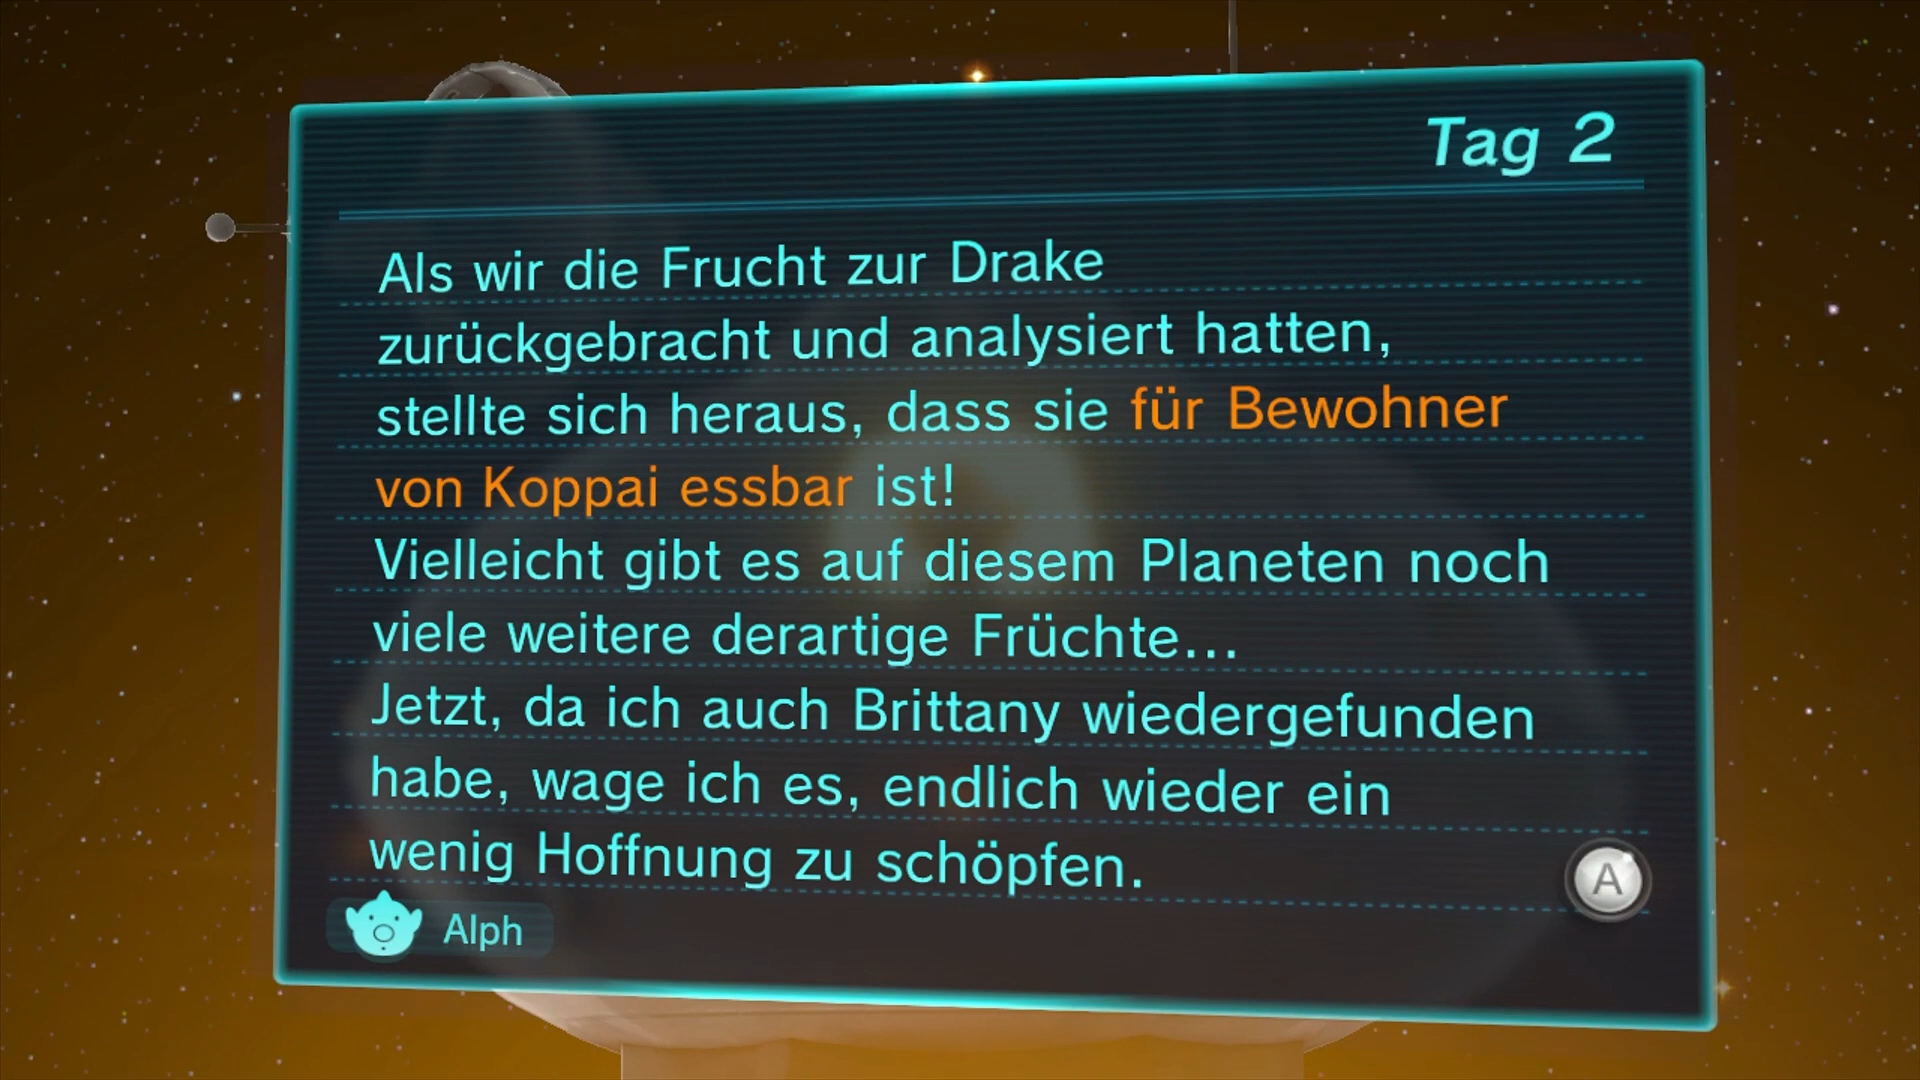 Tag 2
Als wir die Frucht zur Drake
zurückgebracht und analysiert hatten,
stellte sich heraus, dass sie für Bewohner
von Koppai essbar ist!
Vielleicht gibt es auf diesem Planeten noch
viele weitere derartige Früchte...
Jetzt, da ich auch Brittany wiedergefunden
habe, wage ich es, endlich wieder ein
wenig Hoffnung zu schöpfen.
A
Alph